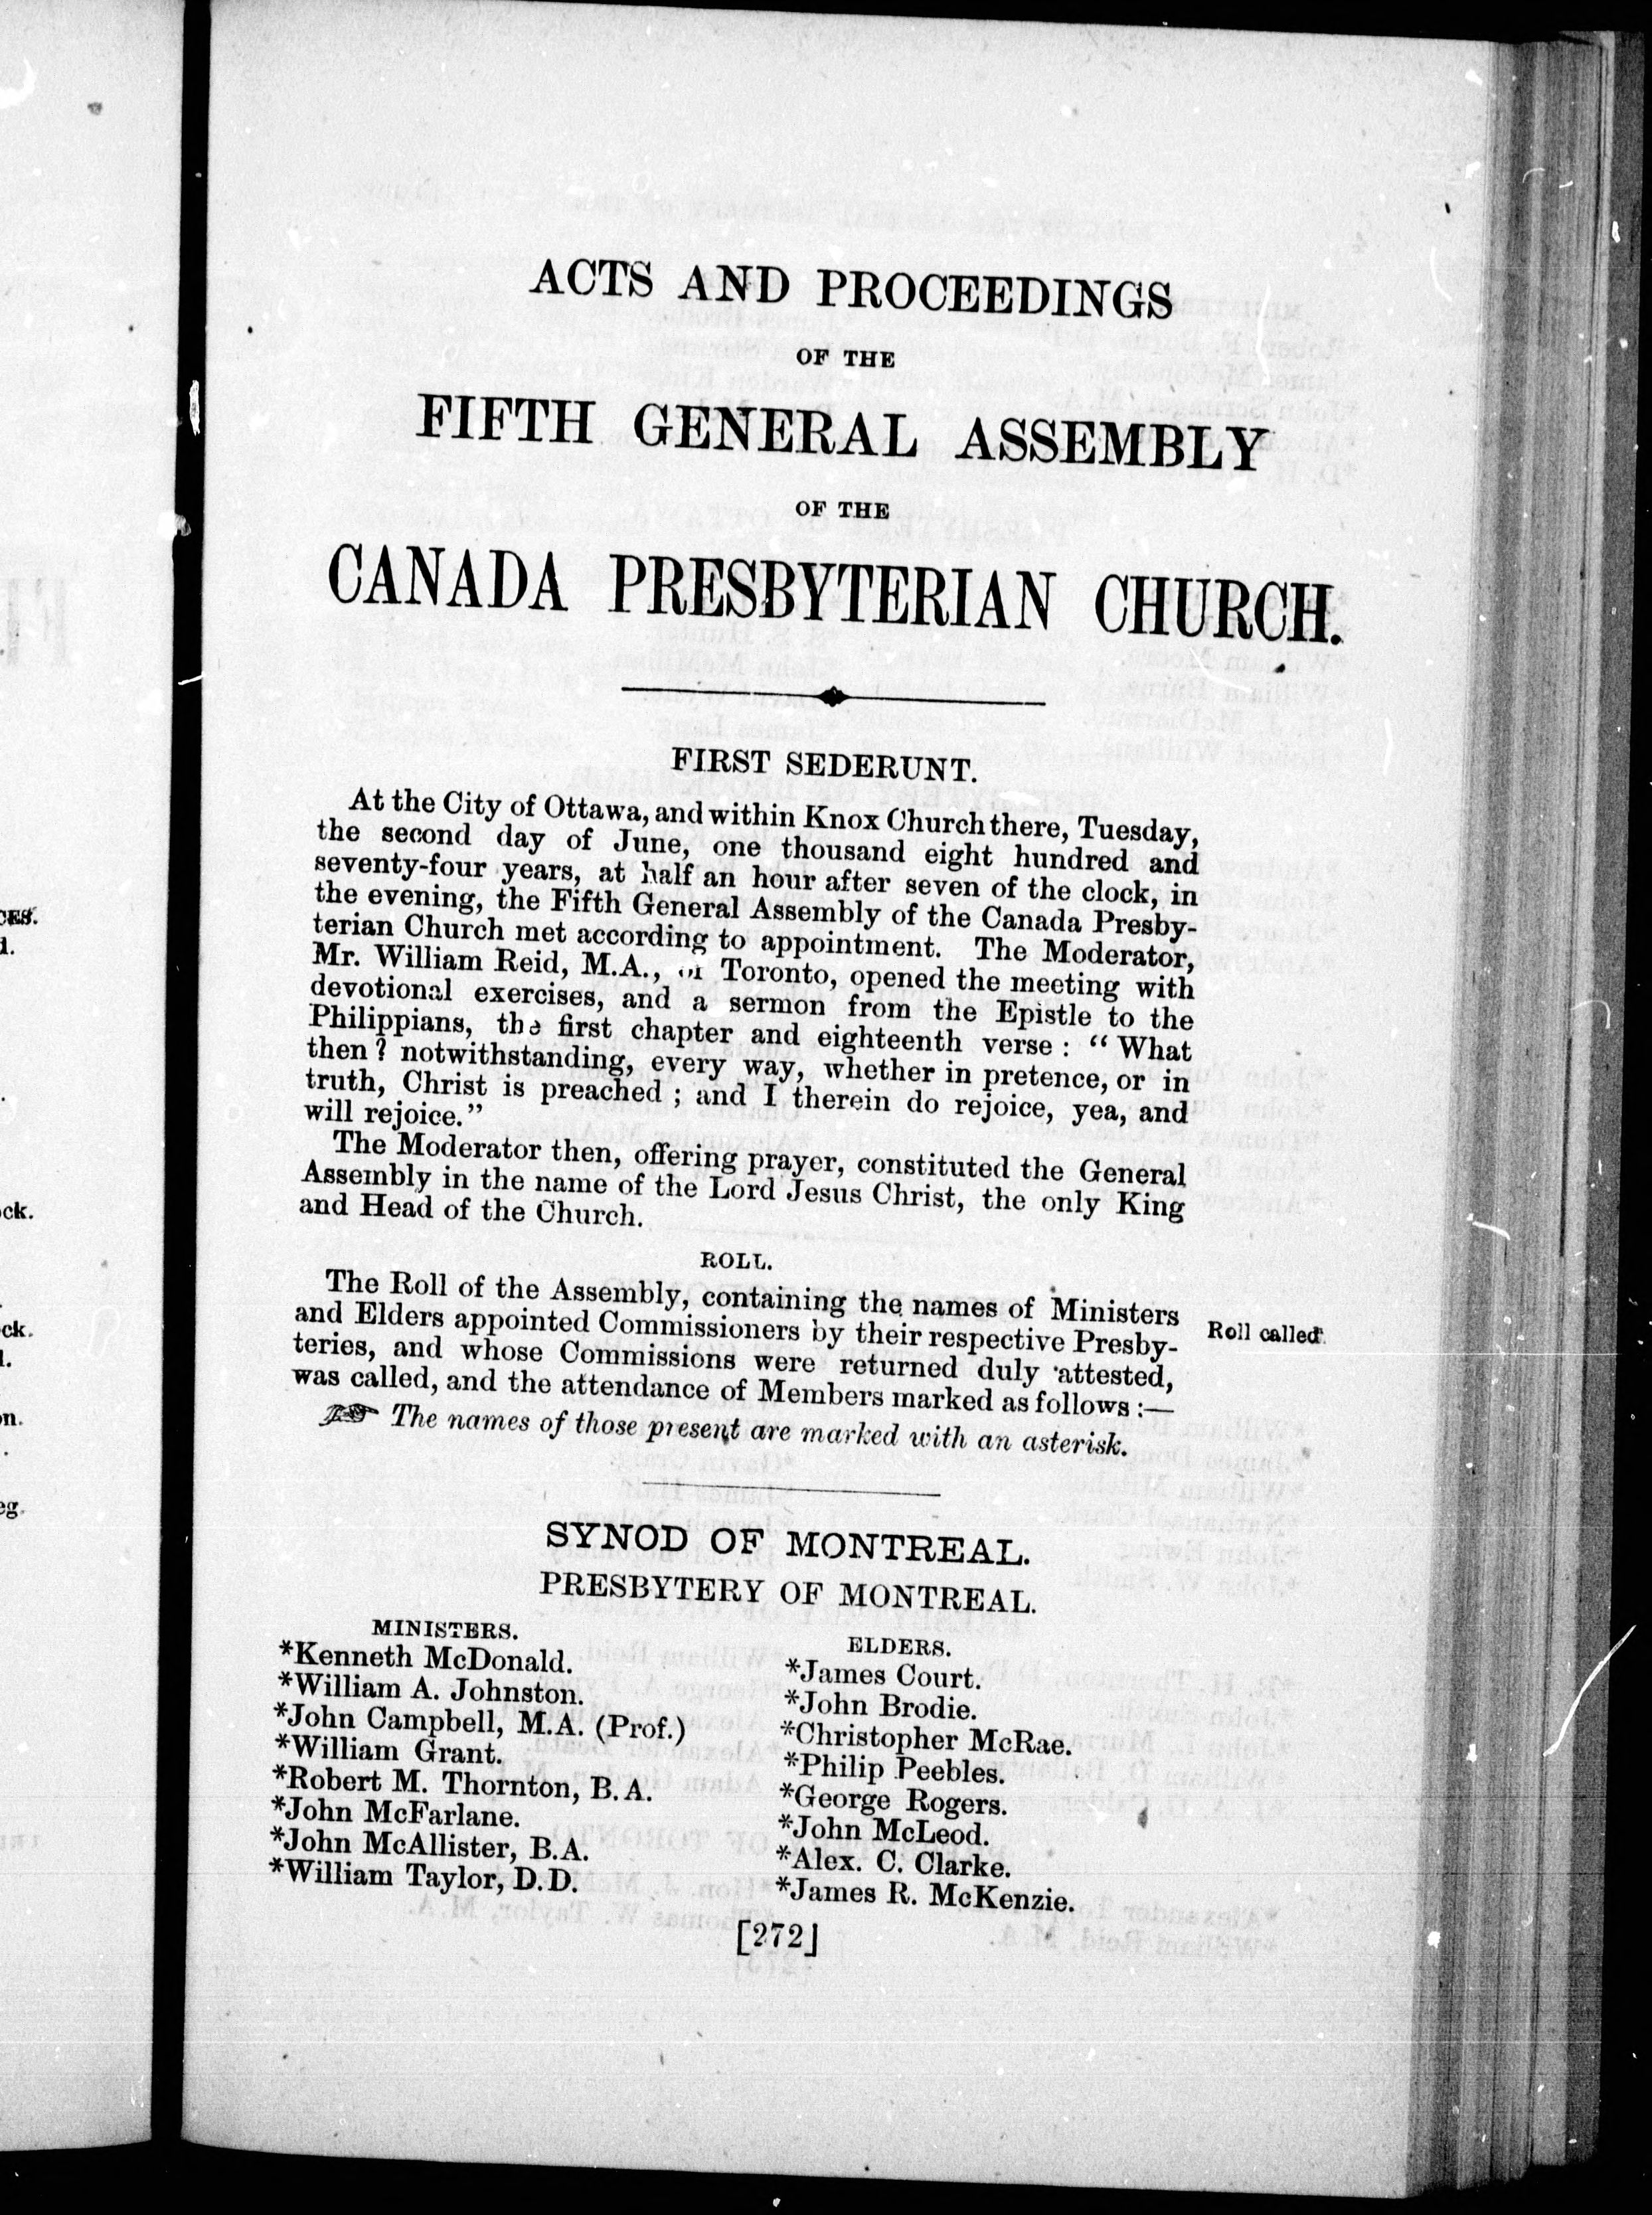 ACTS AND PROCEEDINGS
OF THE
FIFTH GENERAL ASSEMBLY
OF THE
CANADA PRESBYTERIAN CHURCH.
FIRST SEDERUNT.
At the City of Ottawa, and within Knox Church there, Tuesday,
the second day of June, one thousand eight hundred and
seventy-four years, at half an hour after seven of the clock, in
the evening, the Fifth General Assembly of the Canada Presby-
terian Church met according to appointment. The Moderator,
Mr. William Reid, M.A., of Toronto, opened the meeting with
devotional exercises, and a sermon from the Epistle to the
Philippians, the first chapter and eighteenth verse : “ What
then ? notwithstanding, every way, whether in pretence, or in
truth, Christ is preached ; and I therein do rejoice, yea, and
will rejoice.”
The Moderator then, offering prayer, constituted the General
Assembly in the name of the Lord Jesus Christ, the only King
and Head of the Church.
ROLL.
The Roll of the Assembly, containing the names of Ministers
and Elders appointed Commissioners by their respective Presby-
teries, and whose Commissions were returned duly attested,
was called, and the attendance of Members marked as follows :—
Roll called.
☞ The names of those present are marked with an asterisk.
SYNOD OF MONTREAL.
PRESBYTERY OF MONTREAL.
MINISTERS.
*Kenneth McDonald.
*William A. Johnston.
*John Campbell, M.A. (Prof.)
*William Grant.
*Robert M. Thornton, B.A.
*John McFarlane.
*John McAllister, B.A.
*William Taylor, D.D.
ELDERS.
*James Court.
*John Brodie.
*Christopher McRae.
*Philip Peebles.
*George Rogers.
*John McLeod.
*Alex. C. Clarke.
*James R. McKenzie.
[272]